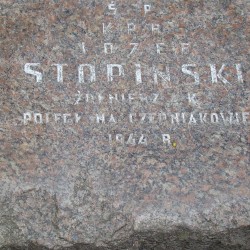 Ś P
KPR
JÓZEF
STOPIŃSKI
ŻOŁNIERZ A K
POLEGŁ NA CZERNIAKOWIE
1944 R